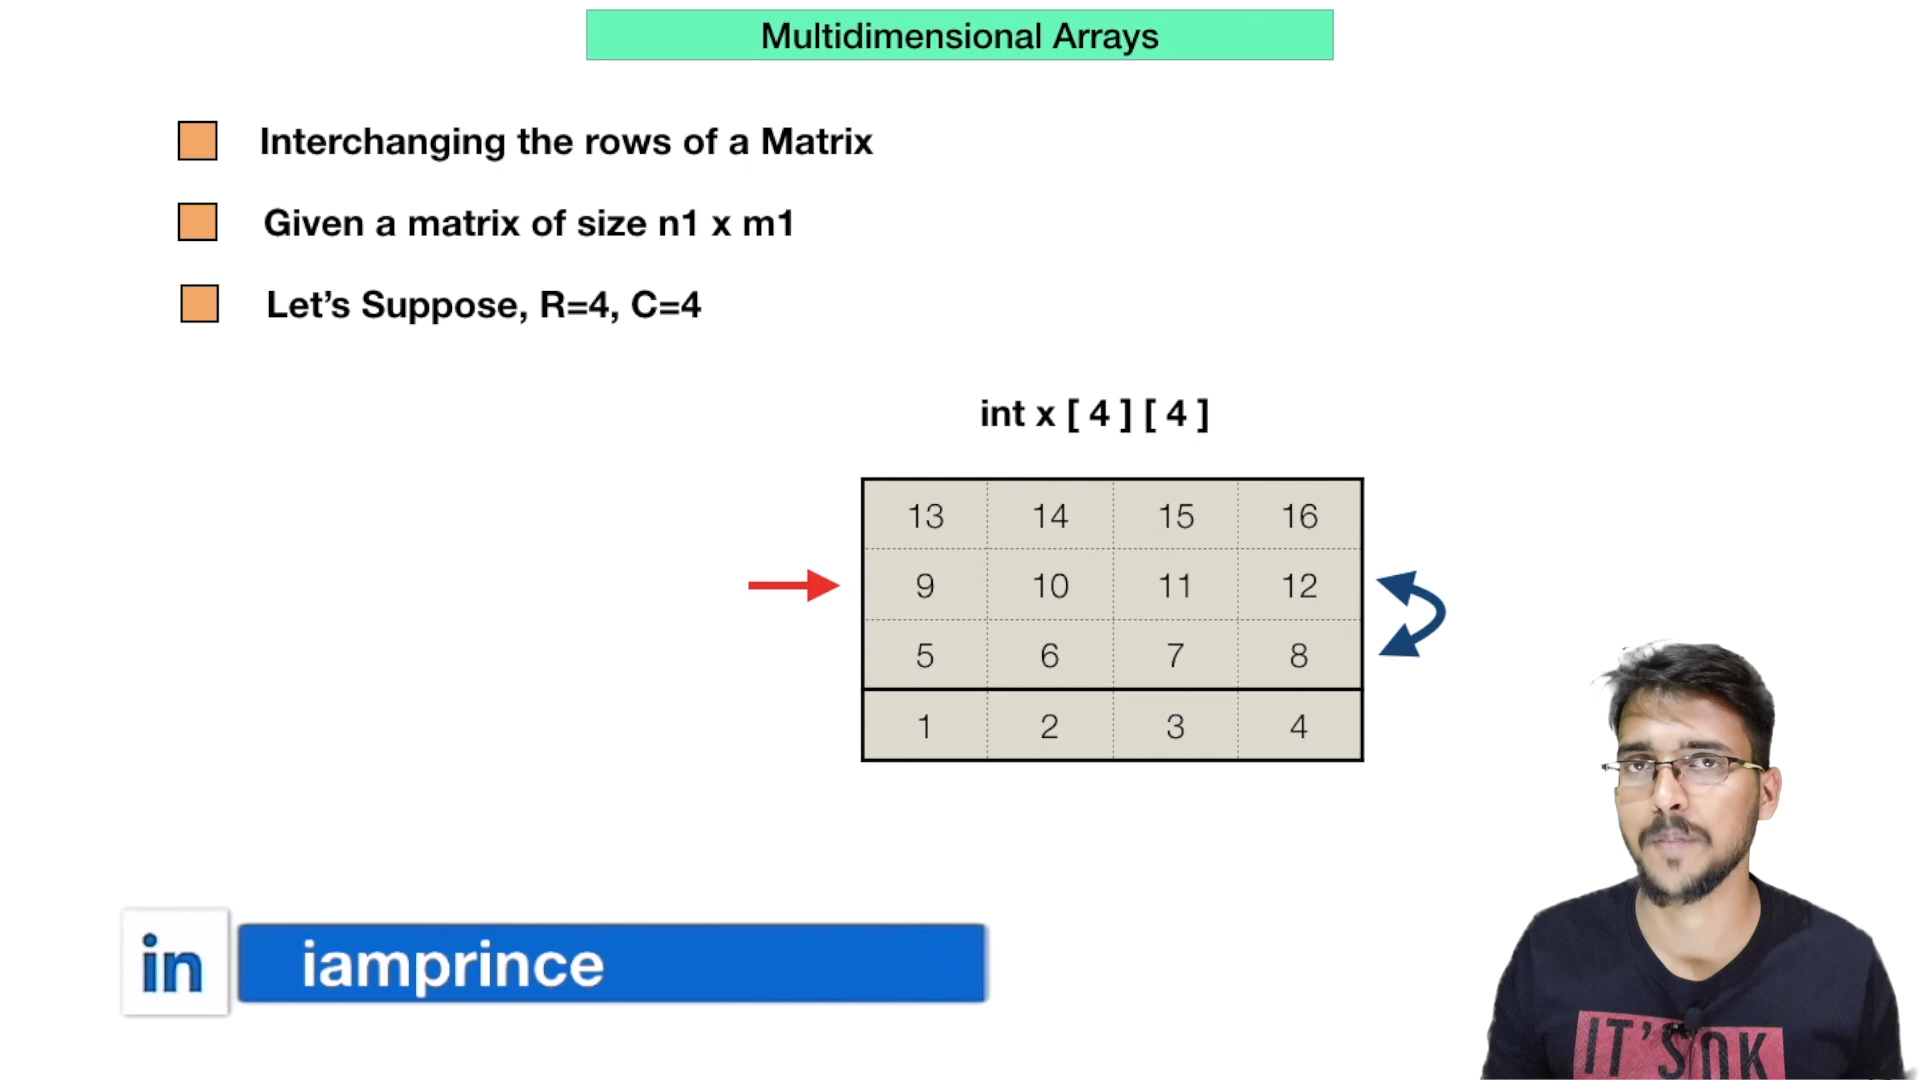 Multidimensional Arrays
Interchanging the rows of a Matrix
Given a matrix of size n1 x m1
Let’s Suppose, R=4, C=4
int x [ 4 ] [ 4 ]
13 14 15 16
9 10 11 12
5 6 7 8
1 2 3 4
in iamprince
IT'S OK